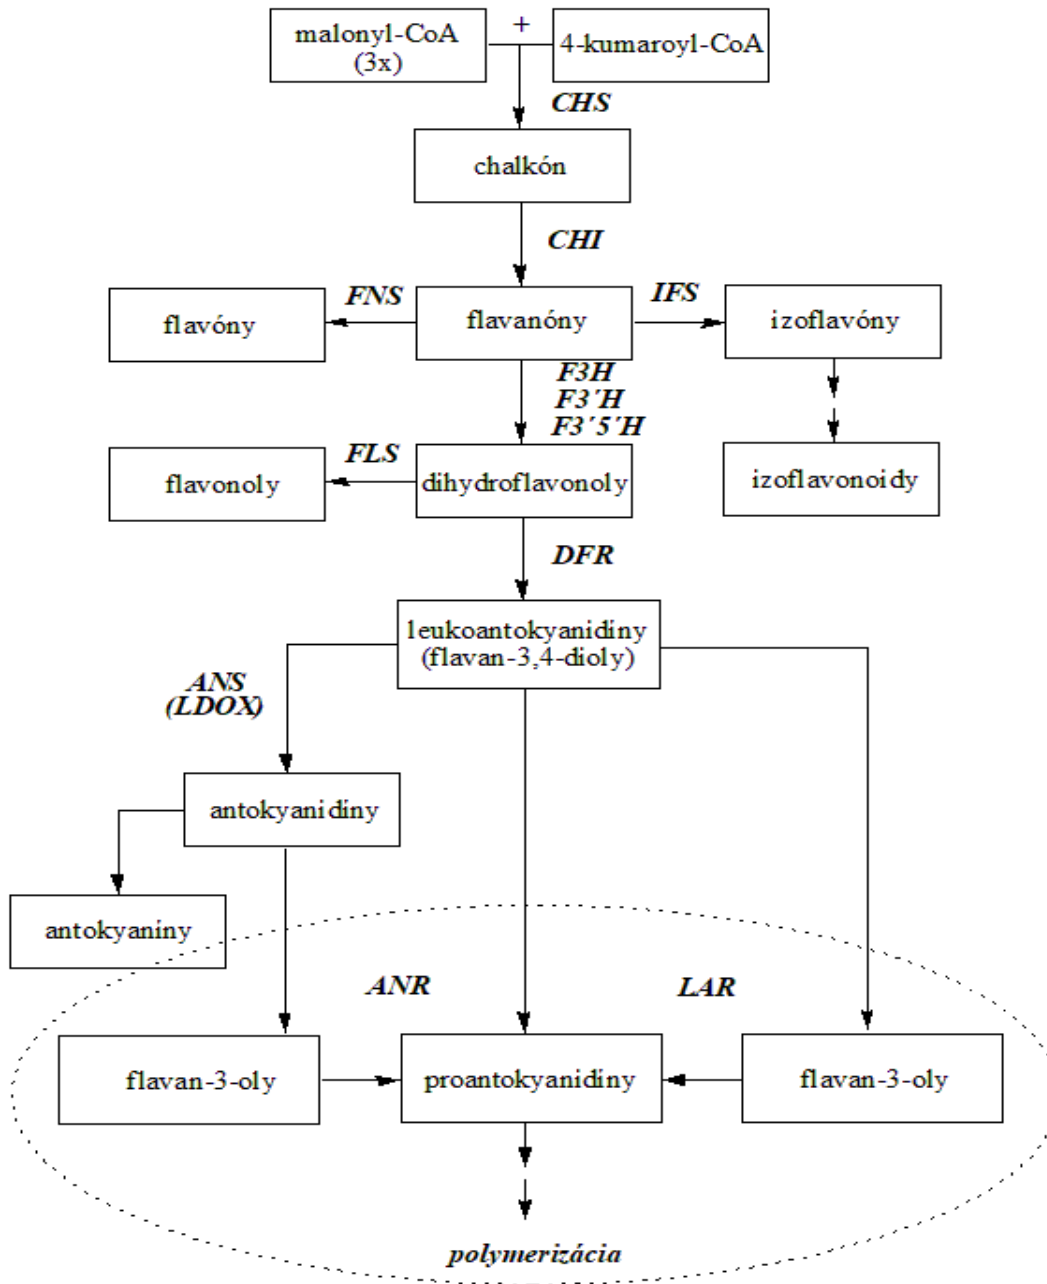 malonyl-CoA
(3x)
+
4-kumaroyl-CoA
CHS
chalkón
CHI
FNS
IFS
flavóny
flavanóny
izoflavóny
F3H
F3´H
F3´5´H
FLS
flavonoly
dihydroflavonoly
izoflavonoidy
DFR
leukoantokyanidíny
(flavan-3,4-dioly)
ANS
(LDOX)
antokyanidíny
antokyaníny
ANR
LAR
flavan-3-oly
proantokyanidíny
flavan-3-oly
polymerizácia